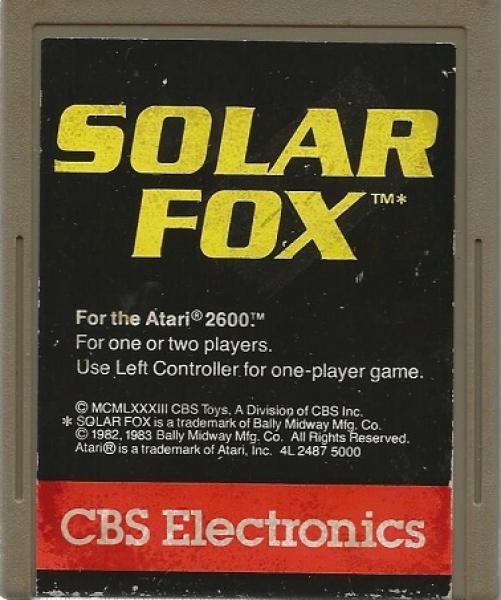 SOLAR
FOX™*
For the Atari® 2600.™
For one or two players.
Use Left Controller for one-player game.
© MCMLXXXIII CBS Toys, A Division of CBS Inc.
* SOLAR FOX is a trademark of Bally Midway Mfg. Co.
© 1982, 1983 Bally Midway Mfg. Co. All Rights Reserved.
Atari® is a trademark of Atari, Inc. 4L 2487 5000
CBS Electronics